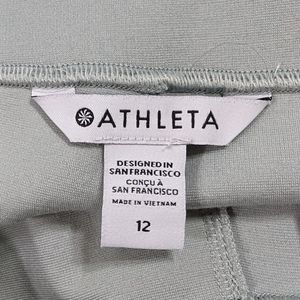 ATHLETA
DESIGNED IN
SAN FRANCISCO
CONÇU À
SAN FRANCISCO
MADE IN VIETNAM
12